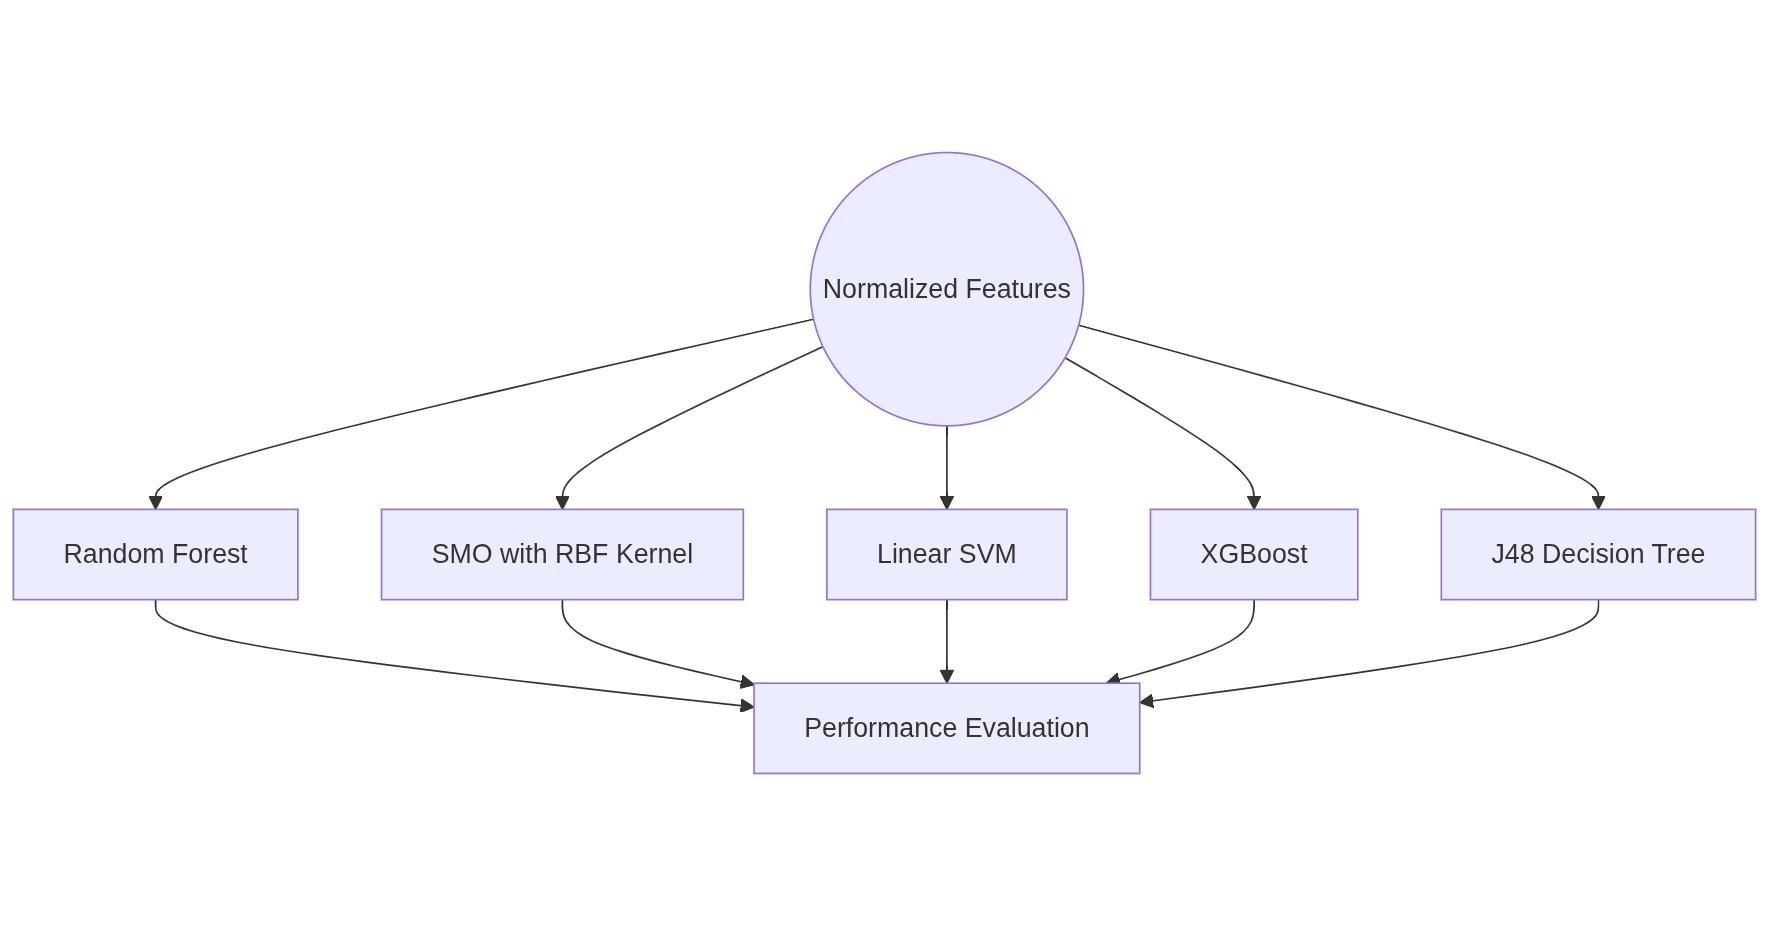 Normalized Features
Random Forest
SMO with RBF Kernel
Linear SVM
XGBoost
J48 Decision Tree
Performance Evaluation